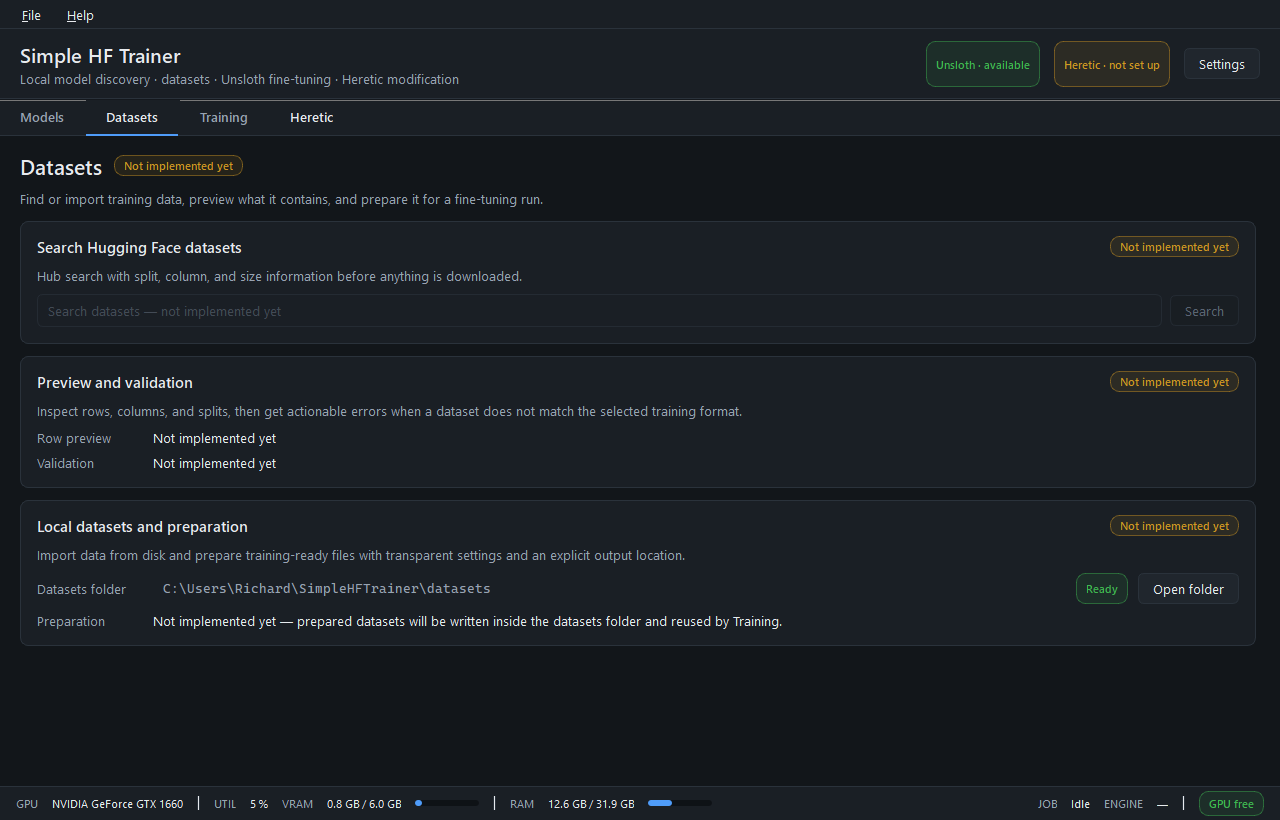 File Help
Simple HF Trainer
Local model discovery · datasets · Unsloth fine-tuning · Heretic modification
Unsloth · available
Heretic · not set up
Settings
Models Datasets Training Heretic
Datasets Not implemented yet
Find or import training data, preview what it contains, and prepare it for a fine-tuning run.
Search Hugging Face datasets Not implemented yet
Hub search with split, column, and size information before anything is downloaded.
Search datasets — not implemented yet Search
Preview and validation Not implemented yet
Inspect rows, columns, and splits, then get actionable errors when a dataset does not match the selected training format.
Row preview Not implemented yet
Validation Not implemented yet
Local datasets and preparation Not implemented yet
Import data from disk and prepare training-ready files with transparent settings and an explicit output location.
Datasets folder C:\Users\Richard\SimpleHFTrainer\datasets Ready Open folder
Preparation Not implemented yet — prepared datasets will be written inside the datasets folder and reused by Training.
GPU NVIDIA GeForce GTX 1660 UTIL 5 % VRAM 0.8 GB / 6.0 GB RAM 12.6 GB / 31.9 GB JOB Idle ENGINE — GPU free